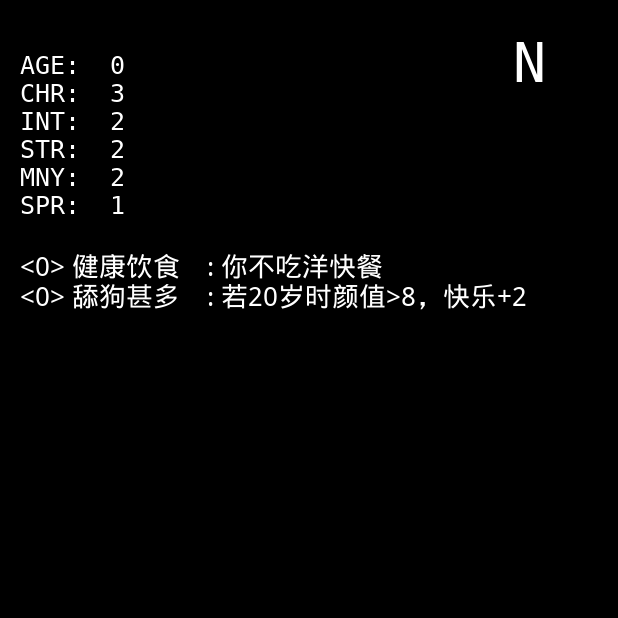 N
AGE: 0
CHR: 3
INT: 2
STR: 2
MNY: 2
SPR: 1
<0> 健康饮食 :你不吃洋快餐
<0> 舔狗甚多 :若20岁时颜值>8，快乐+2